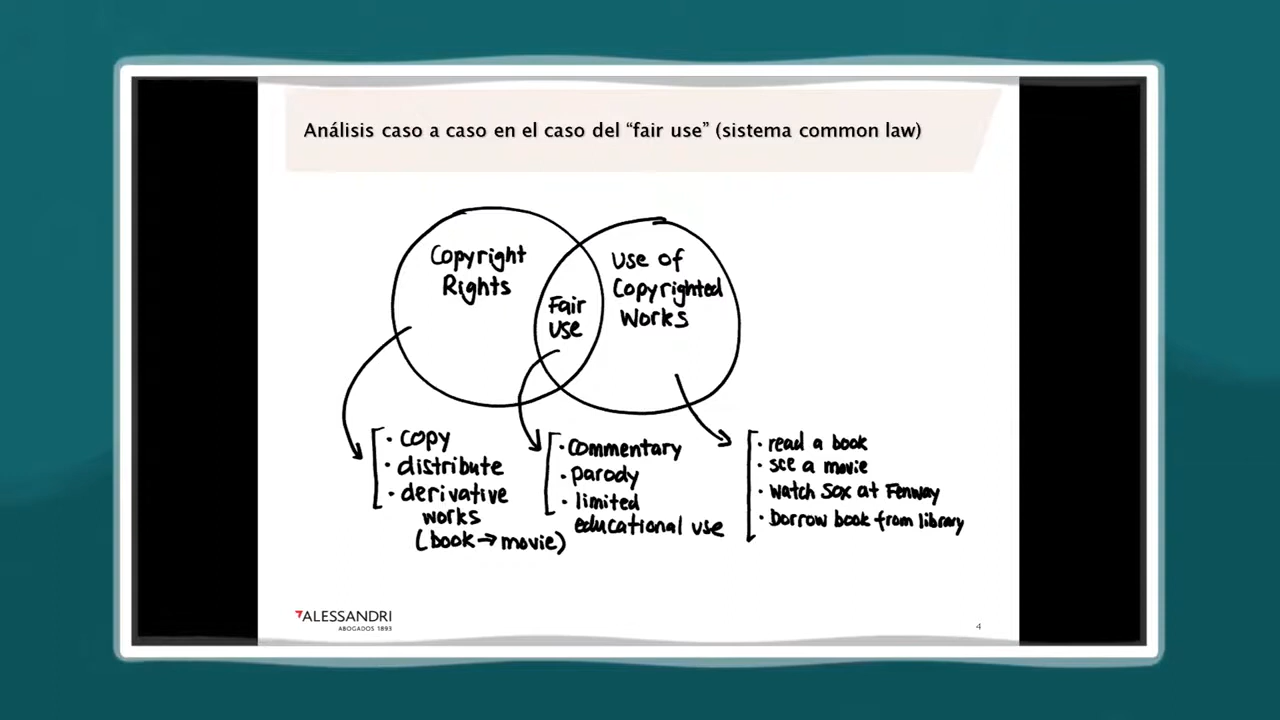 Análisis caso a caso en el caso del “fair use” (sistema common law)
Copyright
Rights
Fair
use
Use of
Copyrighted
Works
· copy
· distribute
· derivative
works
(book → movie)
· commentary
· parody
· limited
educational use
· read a book
· see a movie
· watch Sox at Fenway
· borrow book from library
ALESSANDRI
ABOGADOS 1893
4